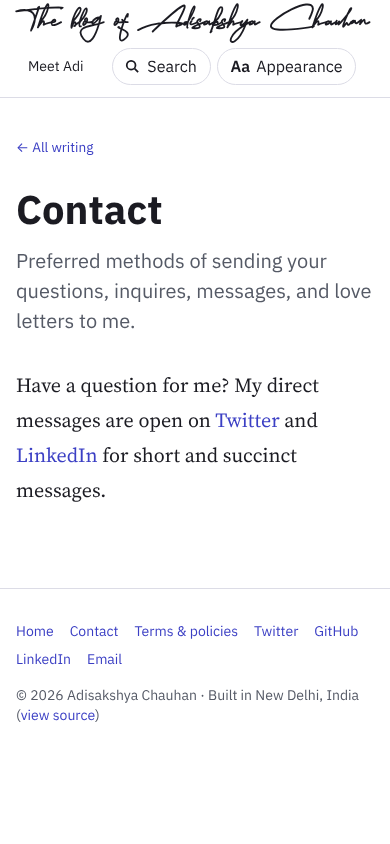 The blog of Adisakshya Chauhan
Meet Adi
Search
Aa Appearance
← All writing
Contact
Preferred methods of sending your
questions, inquires, messages, and love
letters to me.
Have a question for me? My direct
messages are open on Twitter and
LinkedIn for short and succinct
messages.
Home Contact Terms & policies Twitter GitHub
LinkedIn Email
© 2026 Adisakshya Chauhan · Built in New Delhi, India
(view source)